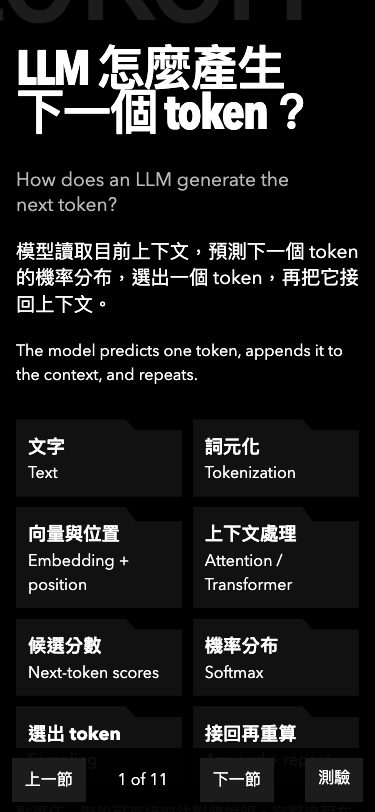 LLM 怎麼產生
下一個 token？
How does an LLM generate the
next token?
模型讀取目前上下文，預測下一個 token
的機率分布，選出一個 token，再把它接
回上下文。
The model predicts one token, appends it to
the context, and repeats.
文字
Text
詞元化
Tokenization
向量與位置
Embedding +
position
上下文處理
Attention /
Transformer
候選分數
Next-token scores
機率分布
Softmax
選出 token
接回再重算
上一節
1 of 11
下一節
測驗